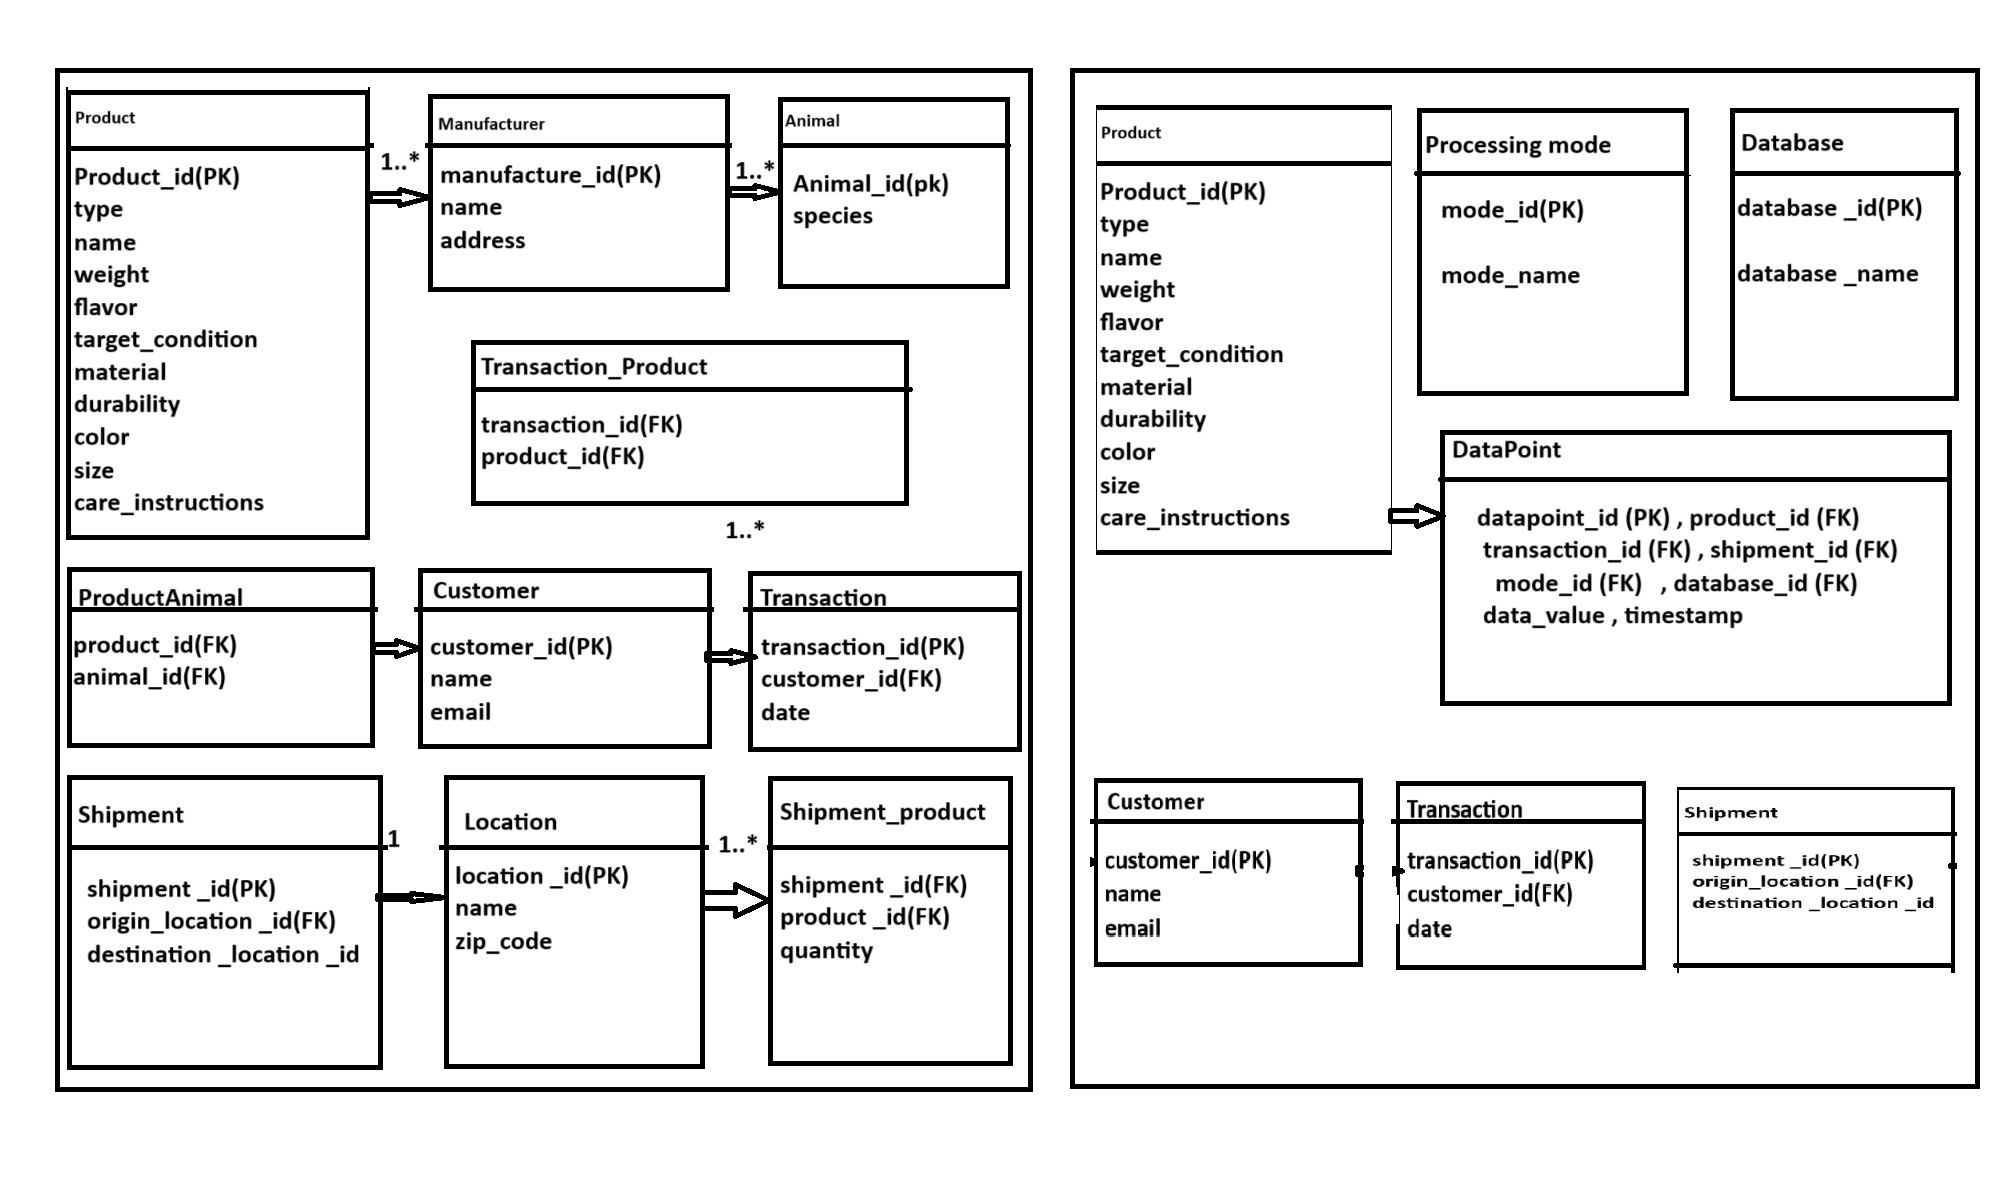 Product
Product_id(PK)
type
name
weight
flavor
target_condition
material
durability
color
size
care_instructions
1..*
Manufacturer
manufacture_id(PK)
name
address
1..*
Animal
Animal_id(pk)
species
Transaction_Product
transaction_id(FK)
product_id(FK)
1..*
ProductAnimal
product_id(FK)
animal_id(FK)
Customer
customer_id(PK)
name
email
Transaction
transaction_id(PK)
customer_id(FK)
date
Shipment
shipment _id(PK)
origin_location _id(FK)
destination _location _id
1
Location
location _id(PK)
name
zip_code
1..*
Shipment_product
shipment _id(FK)
product _id(FK)
quantity
Product
Product_id(PK)
type
name
weight
flavor
target_condition
material
durability
color
size
care_instructions
Processing mode
mode_id(PK)
mode_name
Database
database _id(PK)
database _name
DataPoint
datapoint_id (PK) , product_id (FK)
transaction_id (FK) , shipment_id (FK)
mode_id (FK) , database_id (FK)
data_value , timestamp
Customer
customer_id(PK)
name
email
Transaction
transaction_id(PK)
customer_id(FK)
date
Shipment
shipment _id(PK)
origin_location _id(FK)
destination _location _id